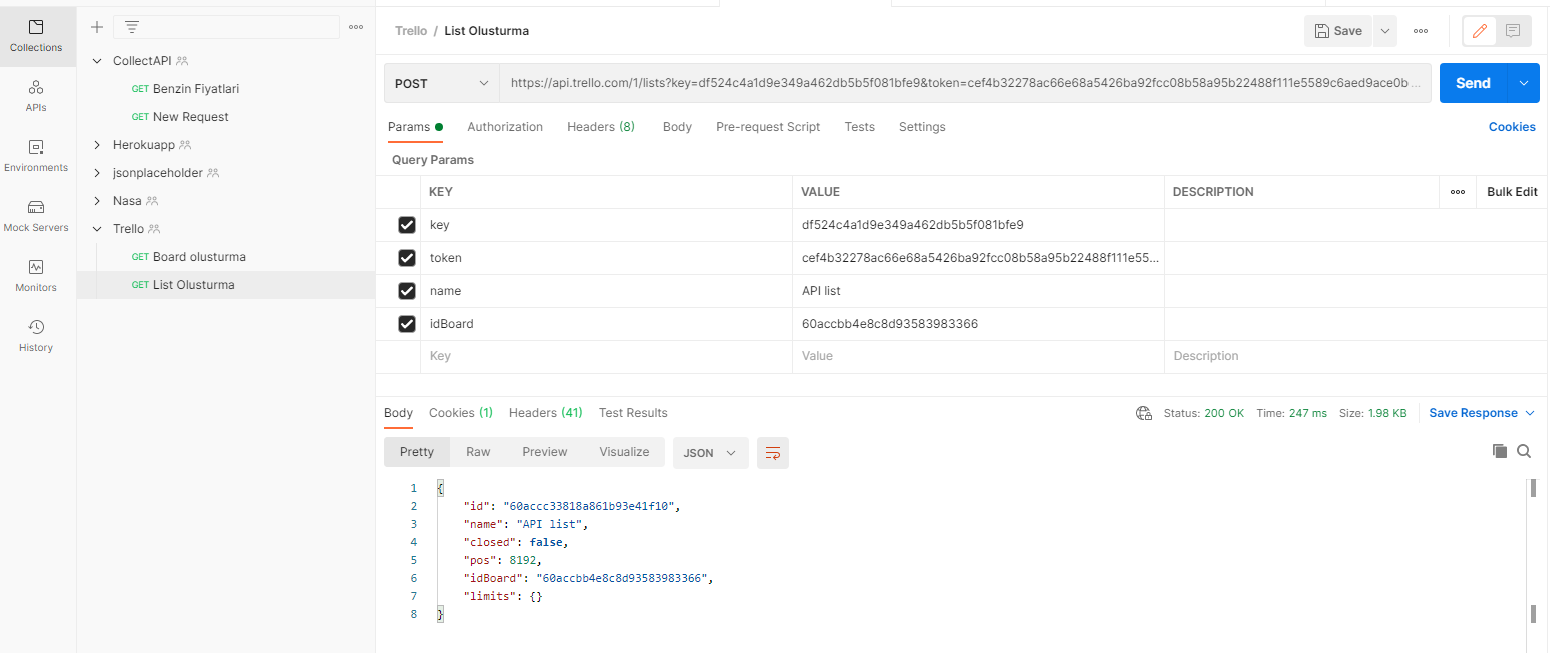 Collections
APIs
Environments
Mock Servers
Monitors
History
CollectAPI
GET Benzin Fiyatlari
GET New Request
Herokuapp
jsonplaceholder
Nasa
Trello
GET Board olusturma
GET List Olusturma
Trello / List Olusturma
Save
POST
https://api.trello.com/1/lists?key=df524c4a1d9e349a462db5b5f081bfe9&token=cef4b32278ac66e68a5426ba92fcc08b58a95b22488f111e5589c6aed9ace0b...
Send
Params Authorization Headers (8) Body Pre-request Script Tests Settings Cookies
Query Params
KEY VALUE DESCRIPTION Bulk Edit
key df524c4a1d9e349a462db5b5f081bfe9
token cef4b32278ac66e68a5426ba92fcc08b58a95b22488f111e55...
name API list
idBoard 60accbb4e8c8d93583983366
Key Value Description
Body Cookies (1) Headers (41) Test Results Status: 200 OK Time: 247 ms Size: 1.98 KB Save Response
Pretty Raw Preview Visualize JSON
1 {
2 "id": "60accc33818a861b93e41f10",
3 "name": "API list",
4 "closed": false,
5 "pos": 8192,
6 "idBoard": "60accbb4e8c8d93583983366",
7 "limits": {}
8 }